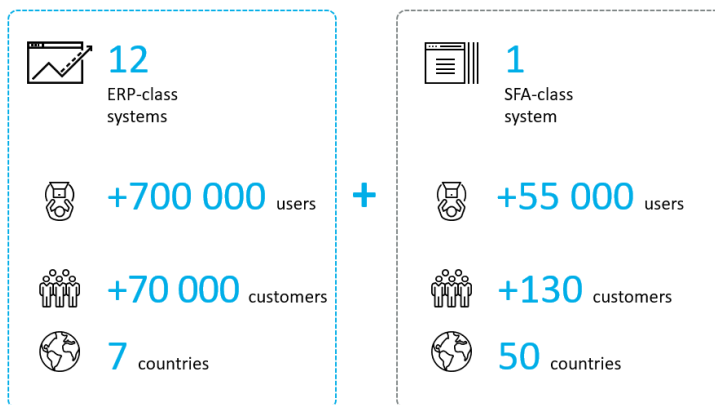 12
ERP-class
systems
+700 000 users
+70 000 customers
7 countries
+
1
SFA-class
system
+55 000 users
+130 customers
50 countries